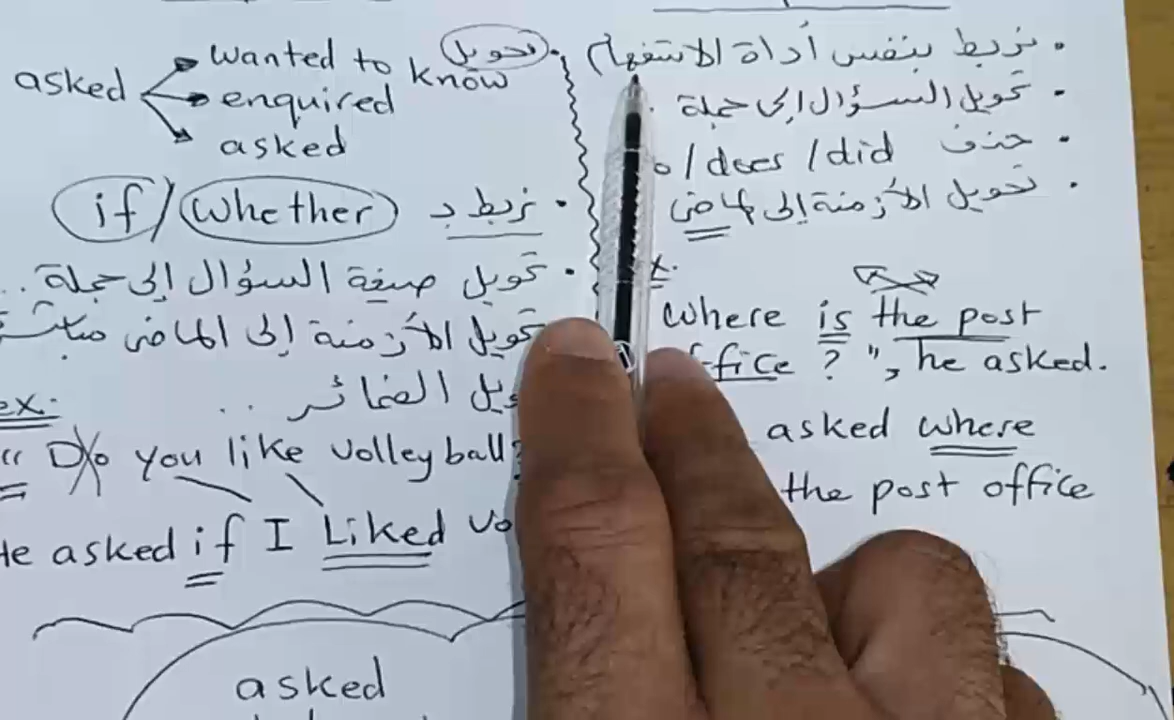 • نربط بنفس أداة الاستفهام
• تحويل السؤال إلى جملة
• حذف /does /did
• تحويل الأزمنة إلى الماضي
Where is the post
office ? ", he asked.
asked where
the post office
• تحويل
asked
wanted to know
enquired
asked
• نربط بـ if / whether
• تحويل صيغة السؤال إلى جملة ..
تحويل الأزمنة إلى الماضي
الضمائر ..
ex:
" Do you like volleyball?
He asked if I Liked
asked